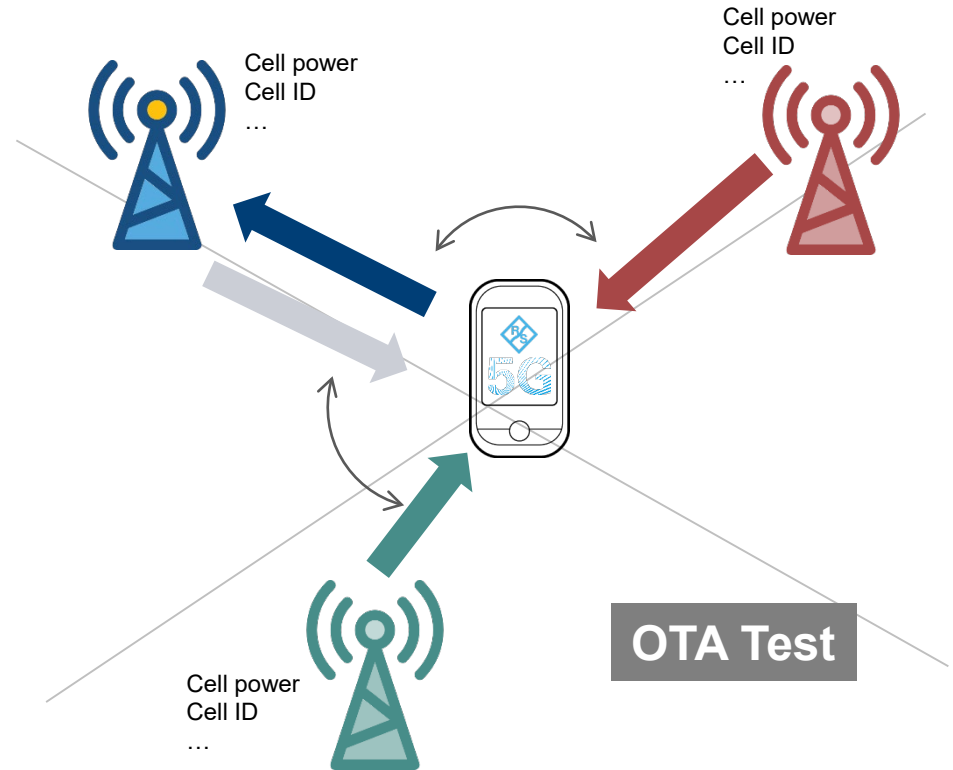 Cell power
Cell ID
…
Cell power
Cell ID
…
R&S
5G
OTA Test
Cell power
Cell ID
…